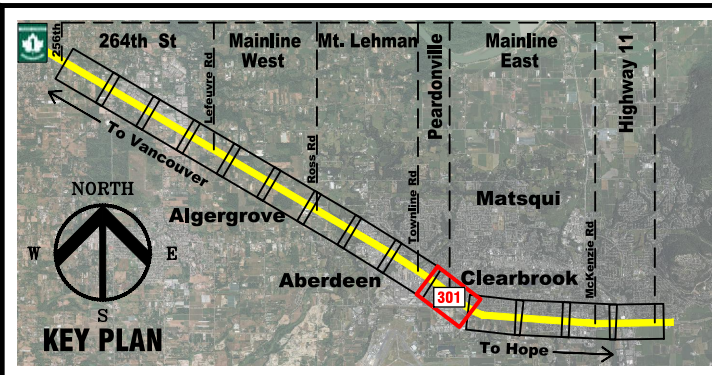 1
256th
264th St
Lefeuvre Rd
Mainline
West
Ross Rd
Mt. Lehman
Townline Rd
Peardonville
Mainline
East
McKenzie Rd
Highway 11
To Vancouver
NORTH
W
E
S
KEY PLAN
Algergrove
Aberdeen
Matsqui
Clearbrook
301
To Hope